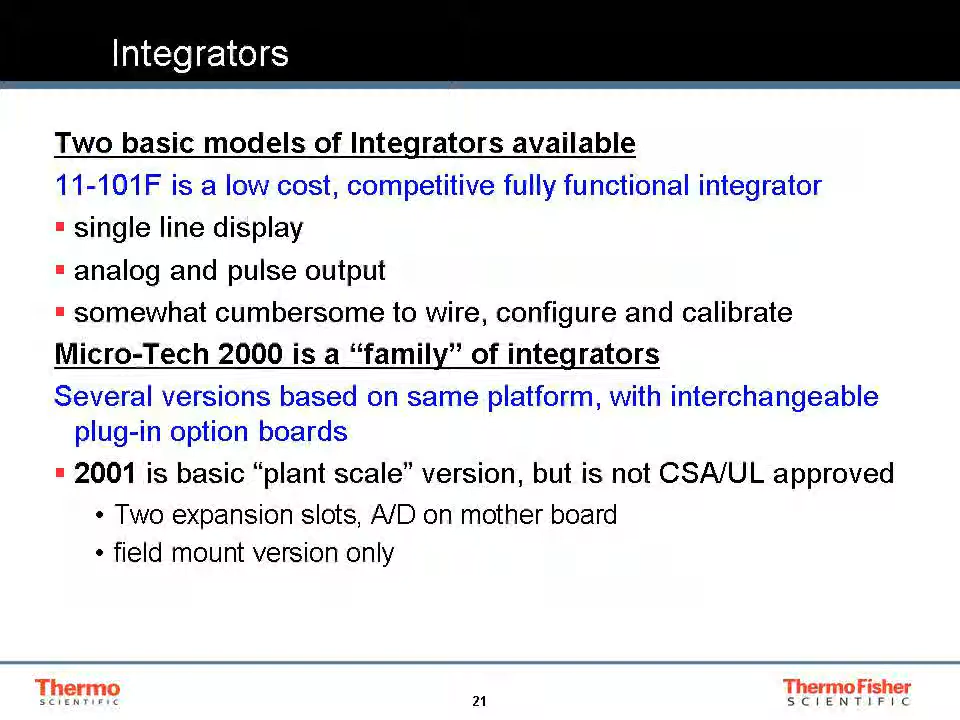 Integrators
Two basic models of Integrators available
11-101F is a low cost, competitive fully functional integrator
▪ single line display
▪ analog and pulse output
▪ somewhat cumbersome to wire, configure and calibrate
Micro-Tech 2000 is a “family” of integrators
Several versions based on same platform, with interchangeable
plug-in option boards
▪ 2001 is basic “plant scale” version, but is not CSA/UL approved
• Two expansion slots, A/D on mother board
• field mount version only
Thermo
SCIENTIFIC
21
ThermoFisher
SCIENTIFIC